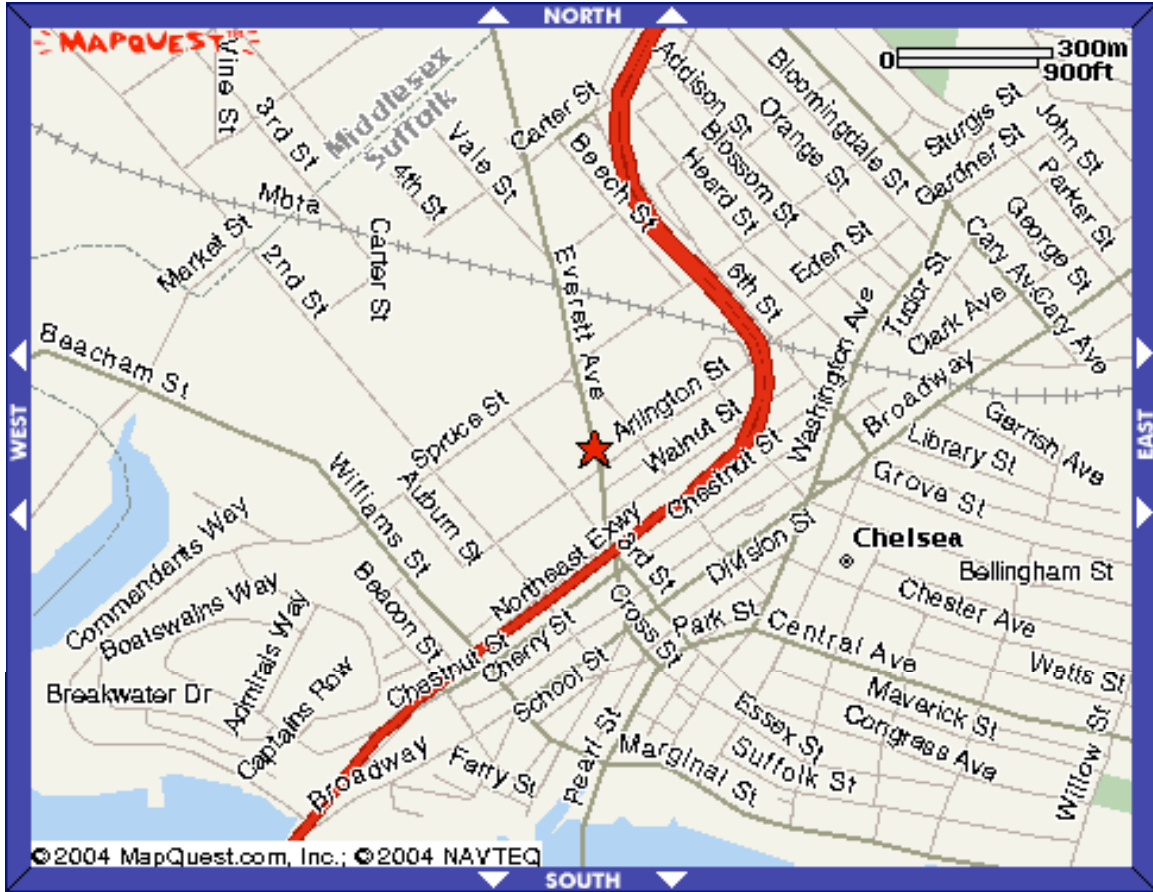 NORTH
MAPQUEST
0 300m
900ft
Vine St
3rd St
Middlesex
Suffolk
Vale St
4th St
Carter St
Beech St
Addison St
Orange St
Bloomingdale St
Blossom St
Heard St
Sturgis St
John St
Gardner St
Parker St
George St
Mbta
Market St
2nd St
Carter St
Everett Ave
6th St
Eden St
Tudor St
Cary Av
Cary Ave
Clark Ave
Washington Ave
Broadway
Beacham St
WEST
EAST
Spruce St
Arlington St
Walnut St
Auburn St
Williams St
Gerrish Ave
Library St
Grove St
Chestnut St
Northeast Exwy
3rd St
Division St
Chelsea
Bellingham St
Chester Ave
Commendents Way
Boatswains Way
Admirals Way
Breakwater Dr
Captains Row
Beacon St
Chestnut St
Cherry St
School St
Cross St
Park St
Central Ave
Watts St
Maverick St
Congress Ave
Essex St
Suffolk St
Willow St
Broadway
Ferry St
Pearl St
Marginal St
©2004 MapQuest.com, Inc.; ©2004 NAVTEQ
SOUTH